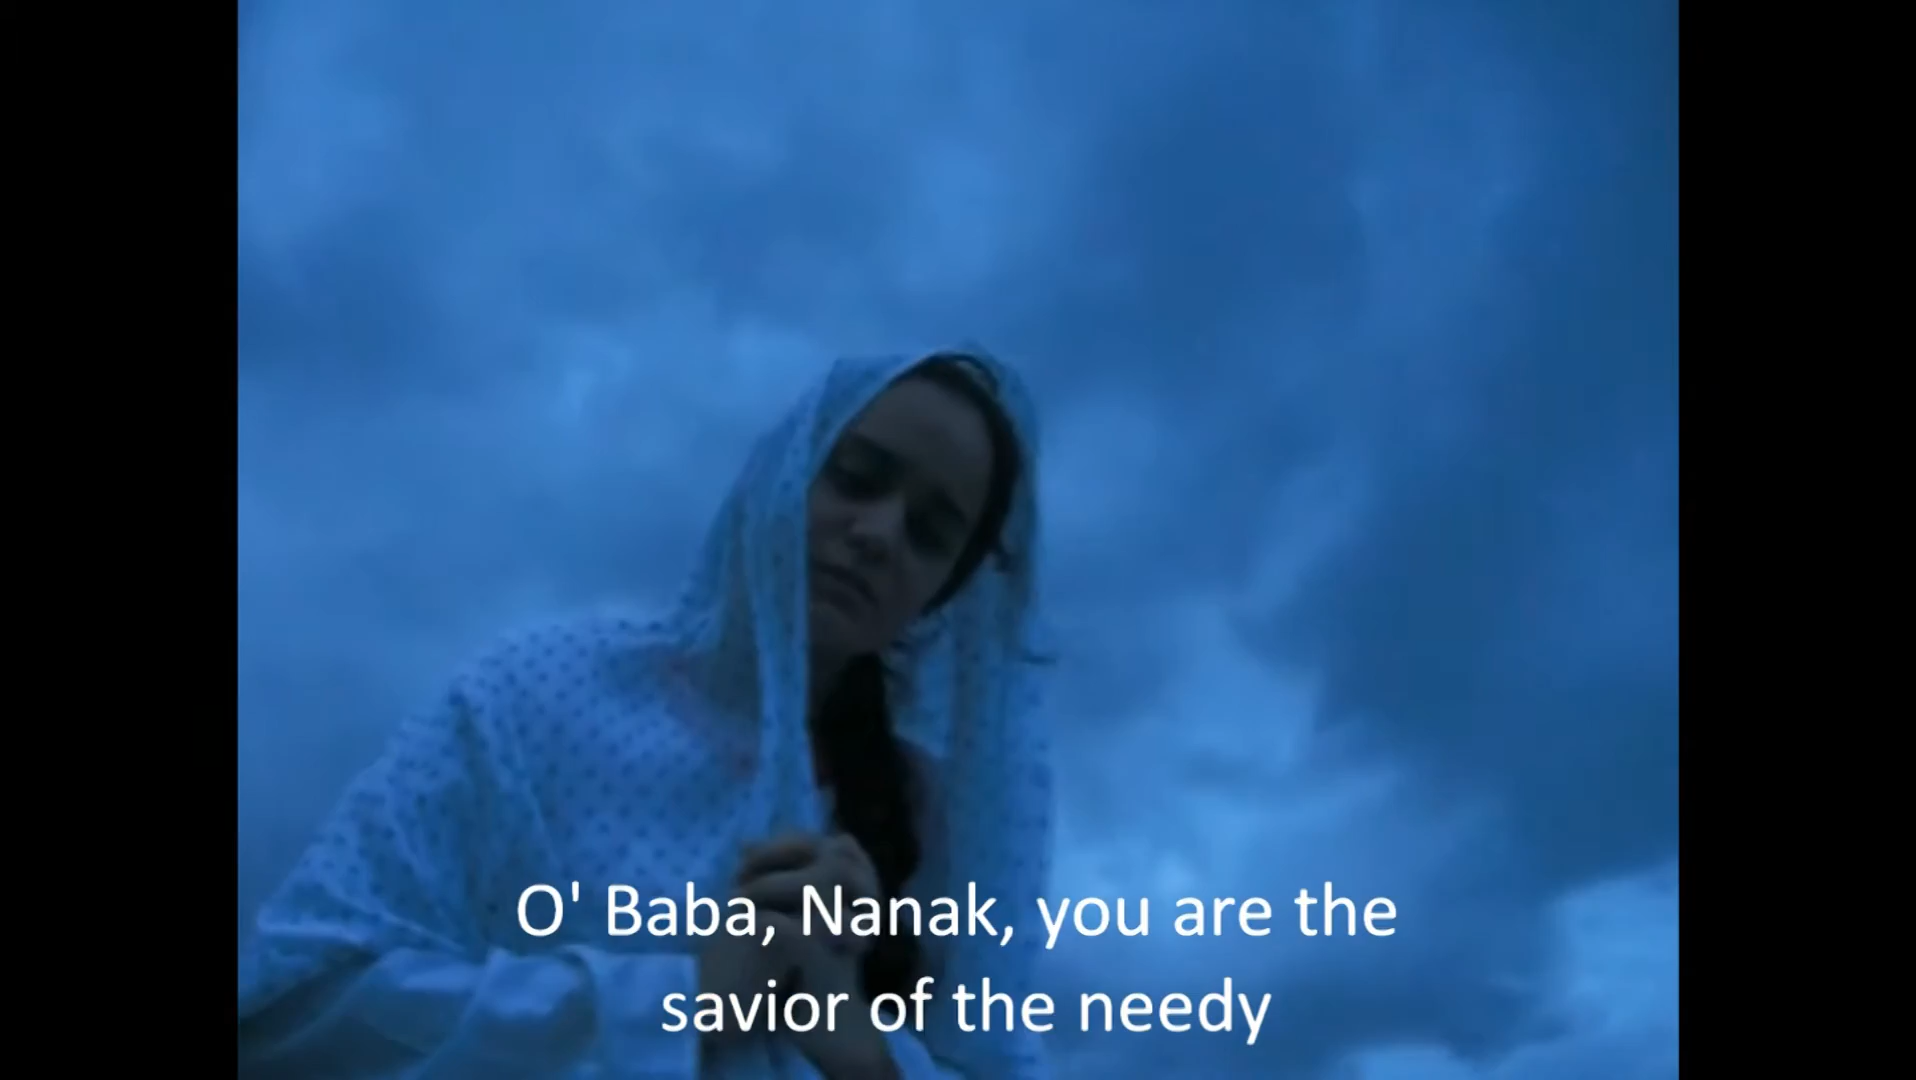 O' Baba, Nanak, you are the
savior of the needy